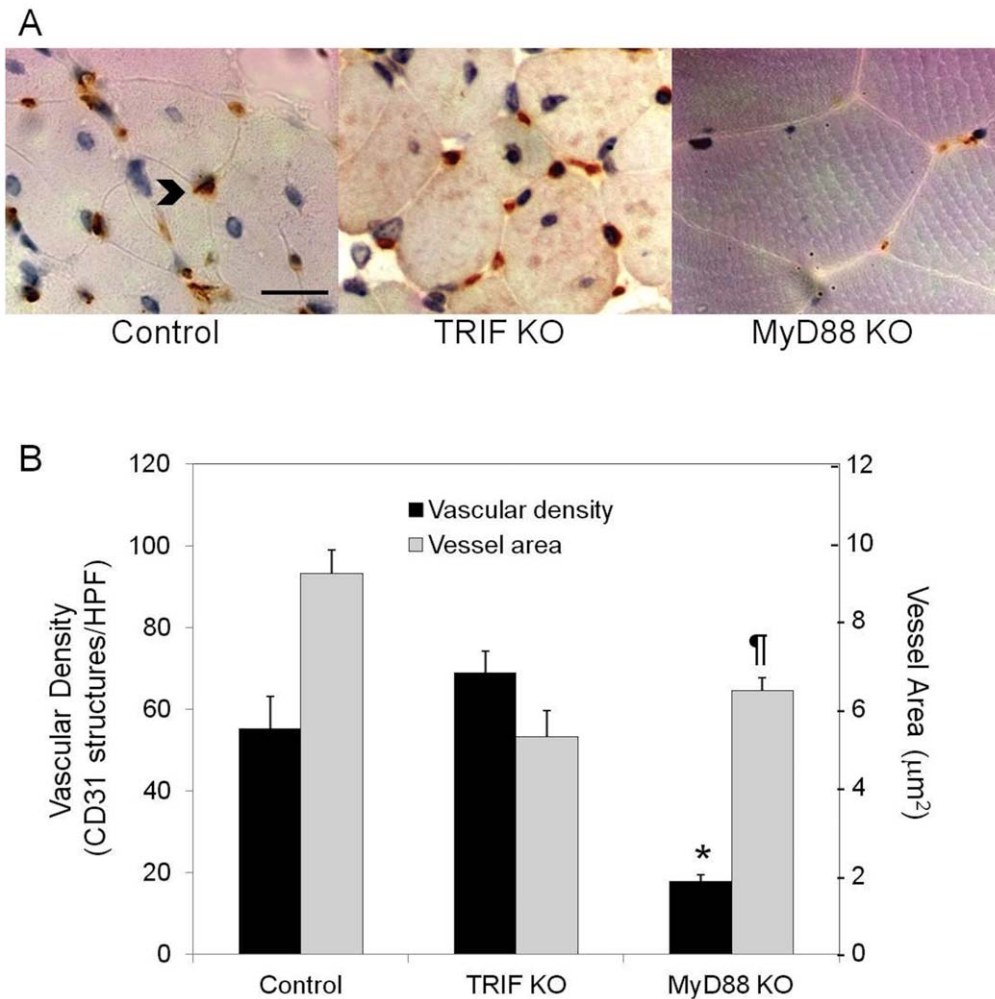 A
Control
TRIF KO
MyD88 KO
B
Vascular Density
(CD31 structures/HPF)
120
100
80
60
40
20
0
Vascular density
Vessel area
*
¶
12
10
8
6
4
2
0
Vessel Area (μm²)
Control
TRIF KO
MyD88 KO